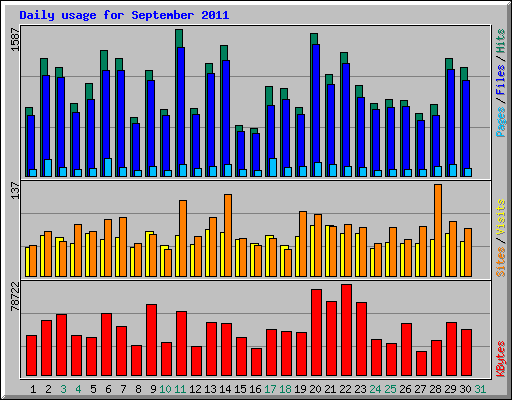 Daily usage for September 2011
1587
Pages / Files / Hits
137
Sites / Visits
78722
KBytes
1 2 3 4 5 6 7 8 9 10 11 12 13 14 15 16 17 18 19 20 21 22 23 24 25 26 27 28 29 30 31